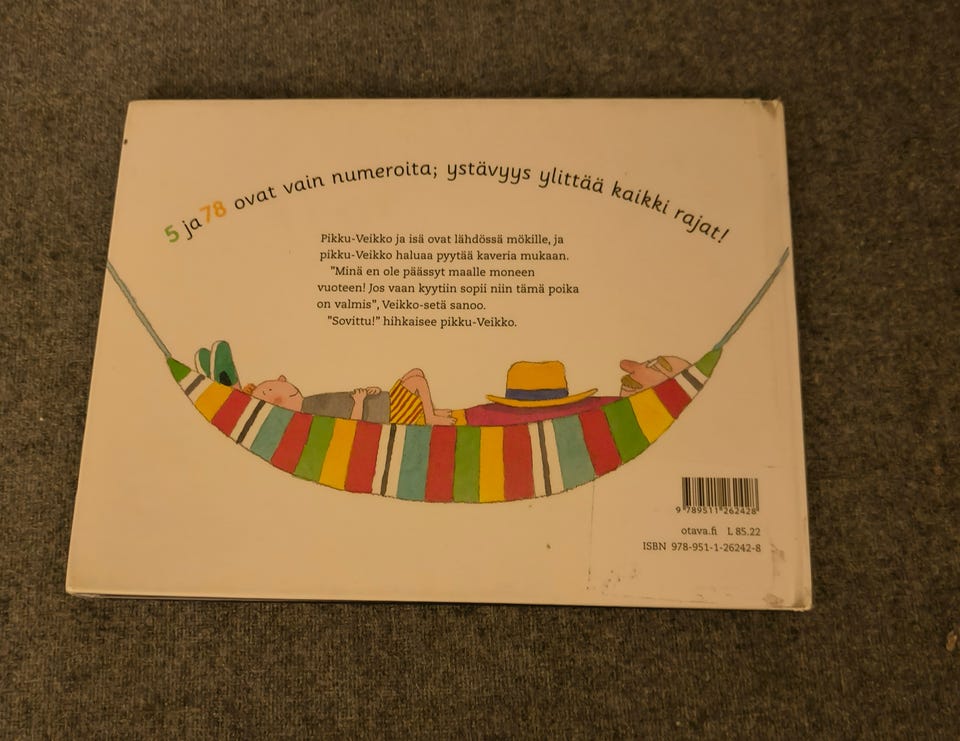 5 ja 78 ovat vain numeroita; ystävyys ylittää kaikki rajat!
Pikku-Veikko ja isä ovat lähdössä mökille, ja
pikku-Veikko haluaa pyytää kaveria mukaan.
"Minä en ole päässyt maalle moneen
vuoteen! Jos vaan kyytiin sopii niin tämä poika
on valmis", Veikko-setä sanoo.
"Sovittu!" hihkaisee pikku-Veikko.
9 789511 262428
otava.fi L 85.22
ISBN 978-951-1-26242-8